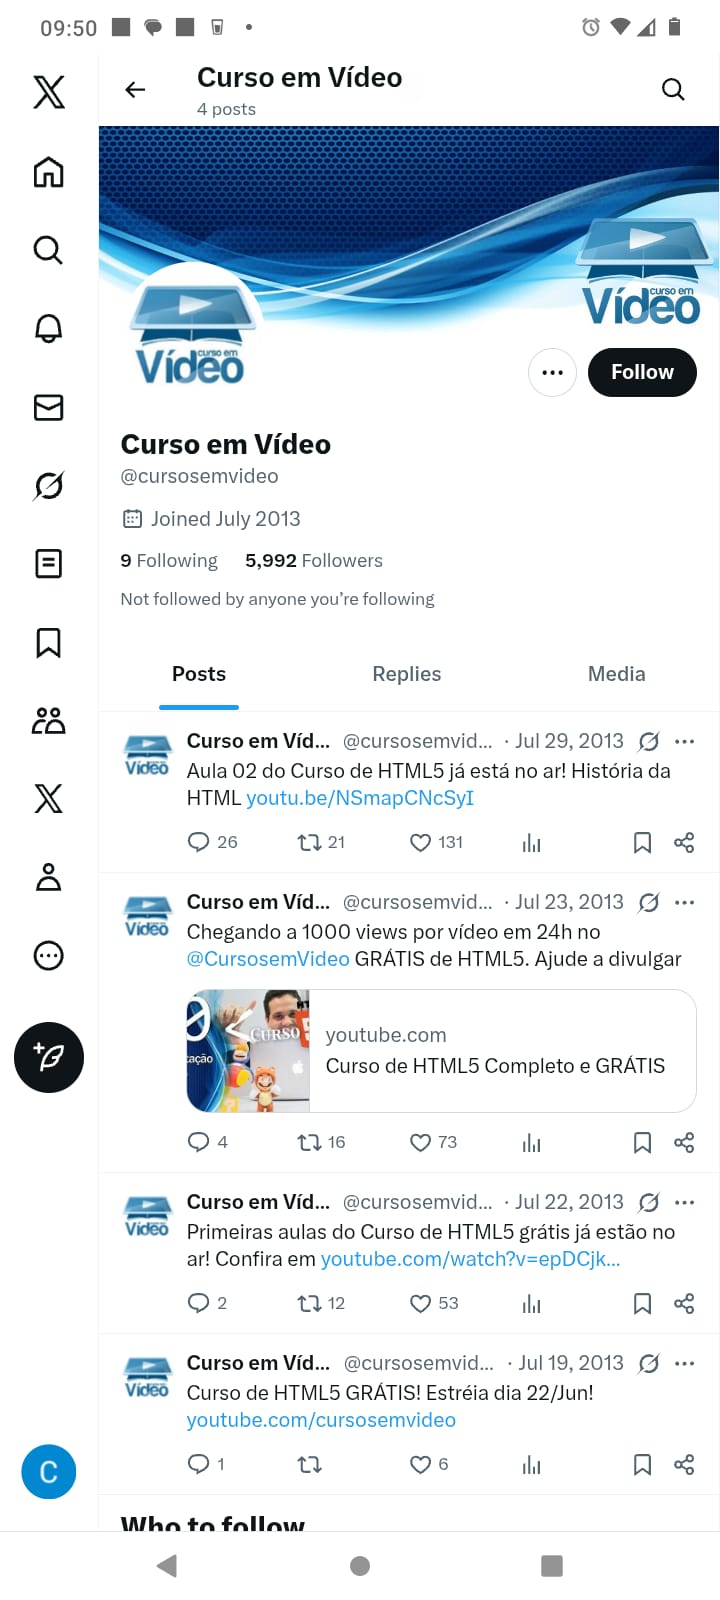 09:50
Curso em Vídeo
4 posts
curso em
Vídeo
curso em
Vídeo
Follow
Curso em Vídeo
@cursosemvideo
Joined July 2013
9 Following 5,992 Followers
Not followed by anyone you’re following
Posts Replies Media
Curso em Víd... @cursosemvid... · Jul 29, 2013
Aula 02 do Curso de HTML5 já está no ar! História da
HTML youtu.be/NSmapCNcSyI
26 21 131
Curso em Víd... @cursosemvid... · Jul 23, 2013
Chegando a 1000 views por vídeo em 24h no
@CursosemVideo GRÁTIS de HTML5. Ajude a divulgar
CURSO
youtube.com
Curso de HTML5 Completo e GRÁTIS
4 16 73
Curso em Víd... @cursosemvid... · Jul 22, 2013
Primeiras aulas do Curso de HTML5 grátis já estão no
ar! Confira em youtube.com/watch?v=epDCjk...
2 12 53
Curso em Víd... @cursosemvid... · Jul 19, 2013
Curso de HTML5 GRÁTIS! Estréia dia 22/Jun!
youtube.com/cursosemvideo
1 6
C
Who to follow